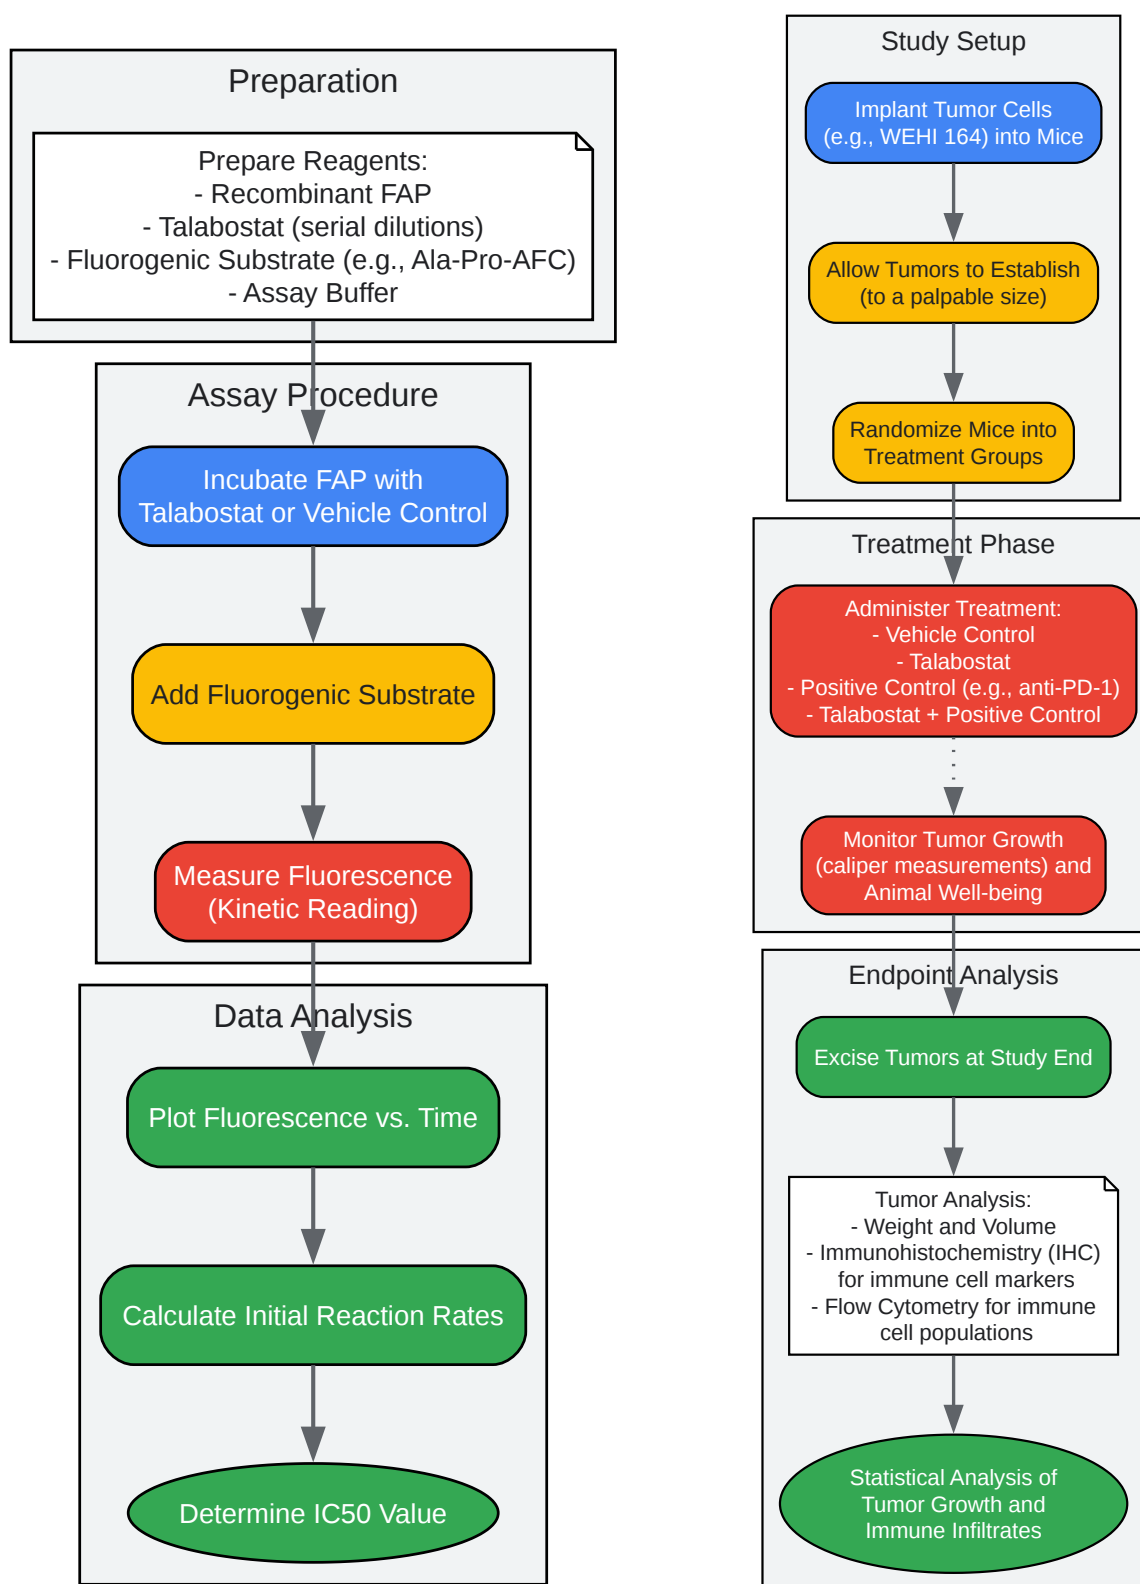 Preparation
Prepare Reagents:
- Recombinant FAP
- Talabostat (serial dilutions)
- Fluorogenic Substrate (e.g., Ala-Pro-AFC)
- Assay Buffer
Assay Procedure
Incubate FAP with
Talabostat or Vehicle Control
Add Fluorogenic Substrate
Measure Fluorescence
(Kinetic Reading)
Data Analysis
Plot Fluorescence vs. Time
Calculate Initial Reaction Rates
Determine IC50 Value
Study Setup
Implant Tumor Cells
(e.g., WEHI 164) into Mice
Allow Tumors to Establish
(to a palpable size)
Randomize Mice into
Treatment Groups
Treatment Phase
Administer Treatment:
- Vehicle Control
- Talabostat
- Positive Control (e.g., anti-PD-1)
- Talabostat + Positive Control
Monitor Tumor Growth
(caliper measurements) and
Animal Well-being
Endpoint Analysis
Excise Tumors at Study End
Tumor Analysis:
- Weight and Volume
- Immunohistochemistry (IHC)
for immune cell markers
- Flow Cytometry for immune
cell populations
Statistical Analysis of
Tumor Growth and
Immune Infiltrates